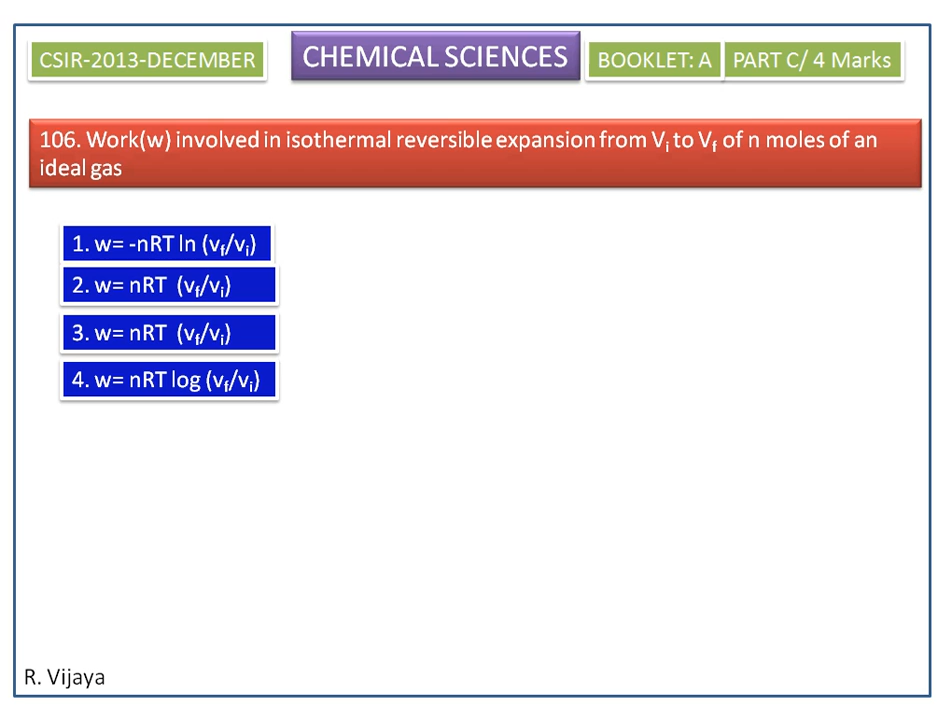 CSIR-2013-DECEMBER CHEMICAL SCIENCES BOOKLET: A PART C/ 4 Marks
106. Work(w) involved in isothermal reversible expansion from Vi to Vf of n moles of an
ideal gas
1. w= -nRT ln (vf/vi)
2. w= nRT (vf/vi)
3. w= nRT (vf/vi)
4. w= nRT log (vf/vi)
R. Vijaya